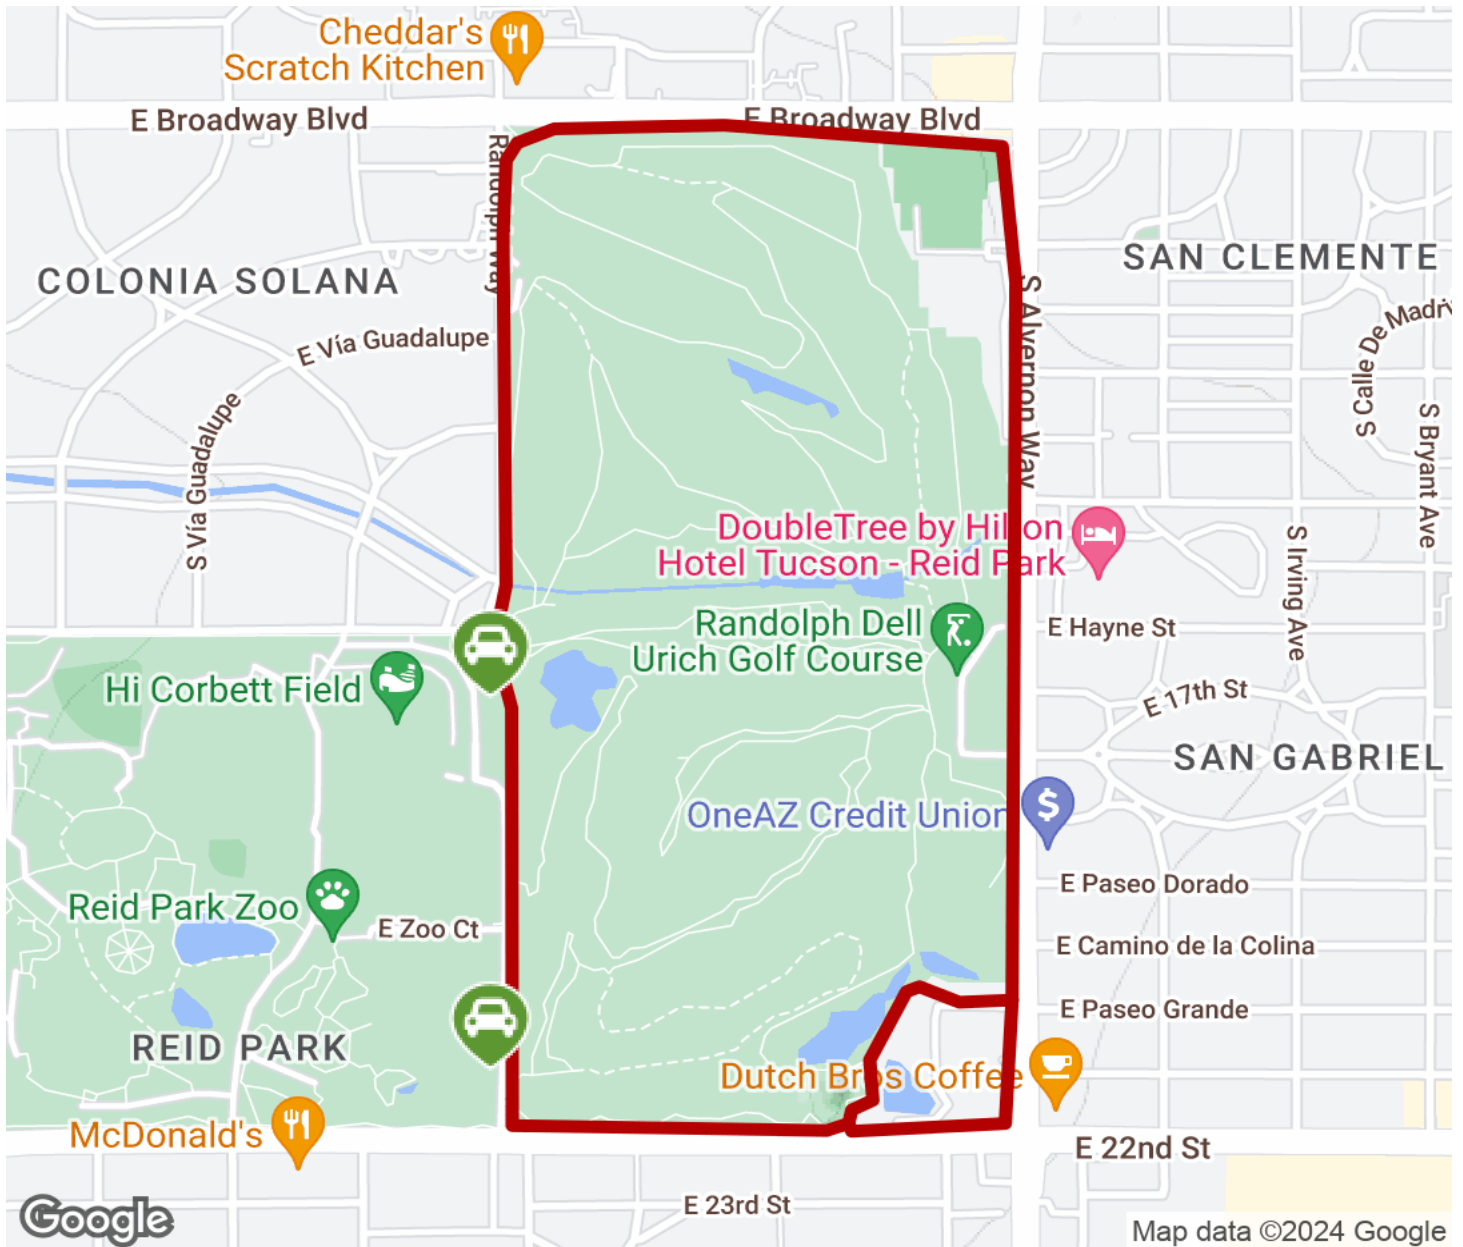 Cheddar's
Scratch Kitchen
E Broadway Blvd
E Broadway Blvd
Randolph Way
COLONIA SOLANA
SAN CLEMENTE
S Alvernon Way
E Vía Guadalupe
S Calle De Madri
S Vía Guadalupe
S Bryant Ave
DoubleTree by Hilton
Hotel Tucson - Reid Park
S Irving Ave
Randolph Dell
Urich Golf Course
E Hayne St
Hi Corbett Field
E 17th St
SAN GABRIEL
OneAZ Credit Union
$
E Paseo Dorado
Reid Park Zoo
E Zoo Ct
E Camino de la Colina
E Paseo Grande
REID PARK
Dutch Bros Coffee
McDonald's
E 22nd St
E 23rd St
Google
Map data ©2024 Google